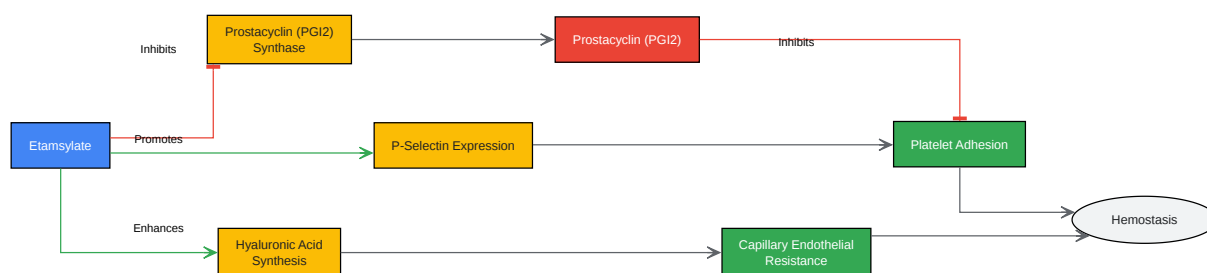 Prostacyclin (PGI2)
Synthase
Prostacyclin (PGI2)
Inhibits
Inhibits
Etamsylate
Promotes
P-Selectin Expression
Platelet Adhesion
Enhances
Hyaluronic Acid
Synthesis
Capillary Endothelial
Resistance
Hemostasis